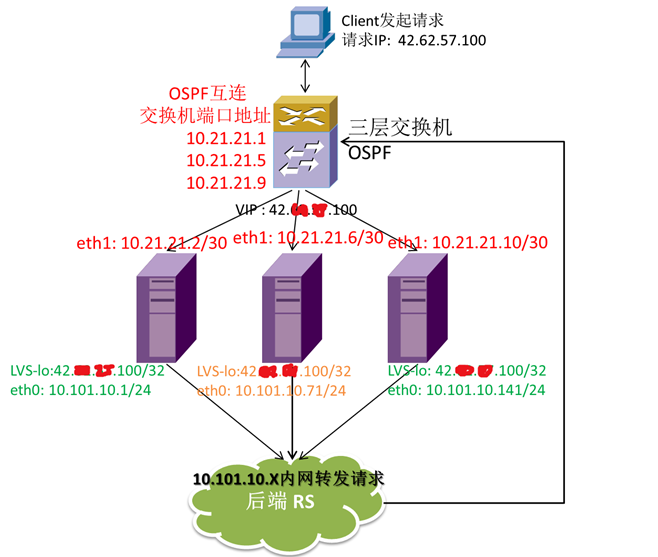 Client发起请求
请求IP: 42.62.57.100
OSPF互连
交换机端口地址
10.21.21.1
10.21.21.5
10.21.21.9
三层交换机
OSPF
VIP : 42. .100
eth1: 10.21.21.2/30
eth1: 10.21.21.6/30
eth1: 10.21.21.10/30
LVS-lo:42. .100/32
eth0: 10.101.10.1/24
LVS-lo:42. .100/32
eth0: 10.101.10.71/24
LVS-lo: 42. .100/32
eth0: 10.101.10.141/24
10.101.10.X内网转发请求
后端 RS